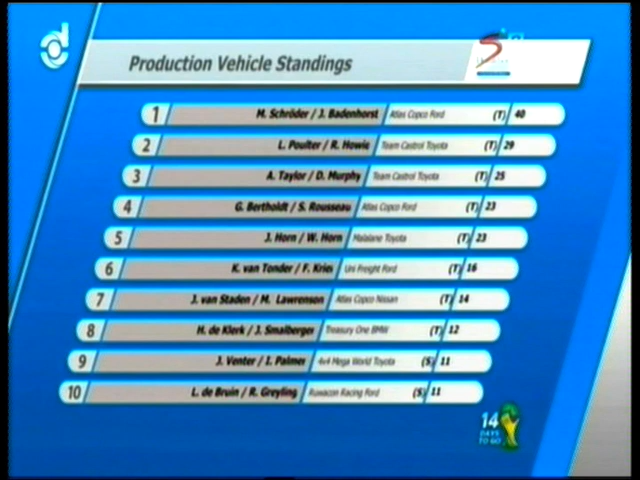 Production Vehicle Standings
1 M. Schröder / J. Badenhorst Atlas Copco Ford (T) 40
2 L. Poulter / R. Howie Team Castrol Toyota (T) 29
3 A. Taylor / D. Murphy Team Castrol Toyota (T) 25
4 G. Bertholdt / S. Rousseau Atlas Copco Ford (T) 23
5 J. Horn / W. Horn Malalane Toyota (T) 23
6 K. van Tonder / F. Kries Uni Freight Ford (T) 16
7 J. van Staden / M. Lawrenson Atlas Copco Nissan (T) 14
8 H. de Klerk / J. Smalberger Treasury One BMW (T) 12
9 J. Venter / I. Palmer 4x4 Mega World Toyota (S) 11
10 L. de Bruin / R. Greyling Ruwacon Racing Ford (S) 11
14
DAYS
TO GO